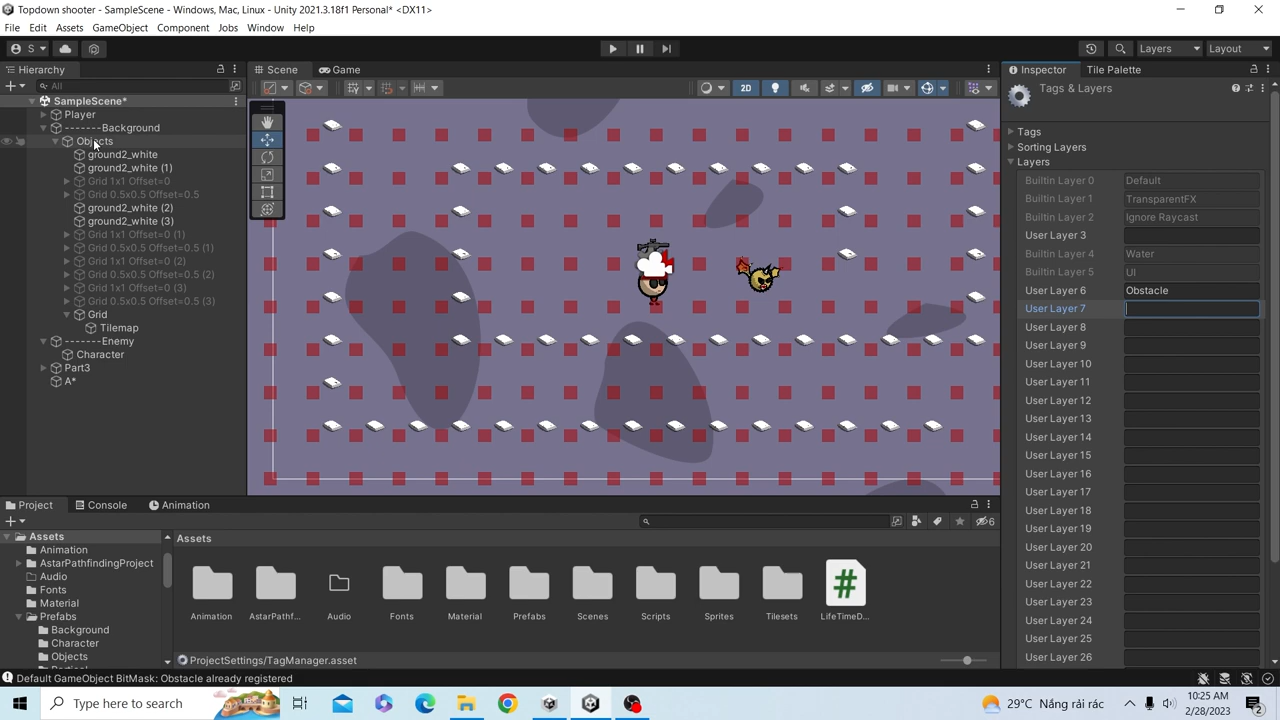 Topdown shooter - SampleScene - Windows, Mac, Linux - Unity 2021.3.18f1 Personal* <DX11>
File Edit Assets GameObject Component Jobs Window Help
S Layers Layout
Hierarchy Scene Game Inspector Tile Palette
All 2D Tags & Layers
SampleScene*
Player
-------Background
Objects
ground2_white
ground2_white (1)
Grid 1x1 Offset=0
Grid 0.5x0.5 Offset=0.5
ground2_white (2)
ground2_white (3)
Grid 1x1 Offset=0 (1)
Grid 0.5x0.5 Offset=0.5 (1)
Grid 1x1 Offset=0 (2)
Grid 0.5x0.5 Offset=0.5 (2)
Grid 1x1 Offset=0 (3)
Grid 0.5x0.5 Offset=0.5 (3)
Grid
Tilemap
-------Enemy
Character
Part3
A*
Tags
Sorting Layers
Layers
Builtin Layer 0 Default
Builtin Layer 1 TransparentFX
Builtin Layer 2 Ignore Raycast
User Layer 3
Builtin Layer 4 Water
Builtin Layer 5 UI
User Layer 6 Obstacle
User Layer 7
User Layer 8
User Layer 9
User Layer 10
User Layer 11
User Layer 12
User Layer 13
User Layer 14
User Layer 15
User Layer 16
User Layer 17
User Layer 18
User Layer 19
User Layer 20
User Layer 21
User Layer 22
User Layer 23
User Layer 24
User Layer 25
User Layer 26
Project Console Animation
6
Assets
Animation
AstarPathfindingProject
Audio
Fonts
Material
Prefabs
Background
Character
Objects
Assets
Animation AstarPathf... Audio Fonts Material Prefabs Scenes Scripts Sprites Tilesets LifeTimeD...
ProjectSettings/TagManager.asset
Default GameObject BitMask: Obstacle already registered
Type here to search
29°C Nắng rải rác
10:25 AM
2/28/2023
2